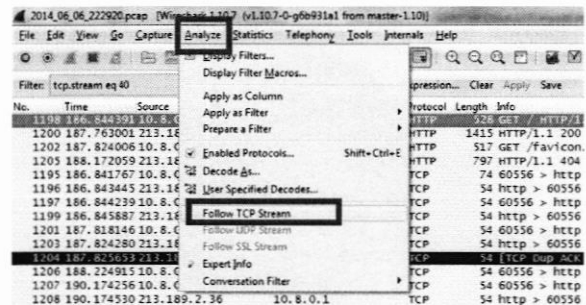 2014_06_06_222920.pcap [Wireshark 1.10.7 (v1.10.7-0-g6b931a1 from master-1.10)]
File Edit View Go Capture Analyze Statistics Telephony Tools Internals Help
Display Filters...
Display Filter Macros...
Filter: tcp.stream eq 40
xpression... Clear Apply Save
Apply as Column
Apply as Filter
Prepare a Filter
Enabled Protocols... Shift+Ctrl+E
Decode As...
User Specified Decodes...
Follow TCP Stream
Follow UDP Stream
Follow SSL Stream
Expert Info
Conversation Filter
No. Time Source Protocol Length Info
1198 186.844391 10.8.0 HTTP 528 GET / HTTP/1
1200 187.763001 213.18 HTTP 1415 HTTP/1.1 200
1202 187.824006 10.8.0 HTTP 517 GET /favicon.
1205 188.172059 213.18 HTTP 797 HTTP/1.1 404
1195 186.841767 10.8.0 TCP 74 60556 > http
1196 186.843445 213.18 TCP 54 http > 60556
1197 186.844239 10.8.0 TCP 54 60556 > http
1199 186.845887 213.18 TCP 54 http > 60556
1201 187.818146 10.8.0 TCP 54 60556 > http
1203 187.824280 213.18 TCP 54 http > 60556
1204 187.825653 213.18 TCP 54 [TCP Dup ACK
1206 188.224915 10.8.0 TCP 54 60556 > http
1207 190.174256 10.8.0 TCP 54 60556 > http
1208 190.174530 213.189.2.36 10.8.0.1 TCP 54 http > 60556